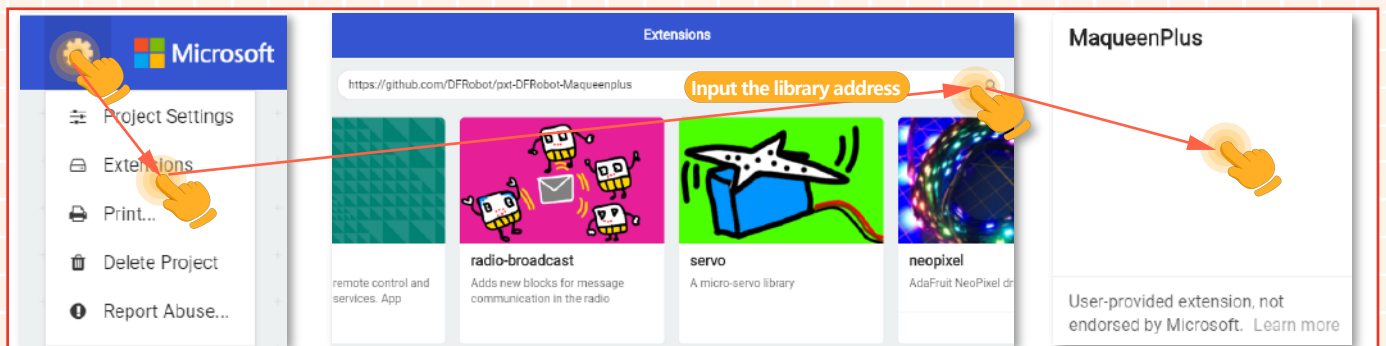 Microsoft
Project Settings
Extensions
Print...
Delete Project
Report Abuse...
Extensions
https://github.com/DFRobot/pxt-DFRobot-Maqueenplus
Input the library address
remote control and
services. App
radio-broadcast
Adds new blocks for message
communication in the radio
servo
A micro-servo library
neopixel
AdaFruit NeoPixel dr
MaqueenPlus
User-provided extension, not
endorsed by Microsoft. Learn more